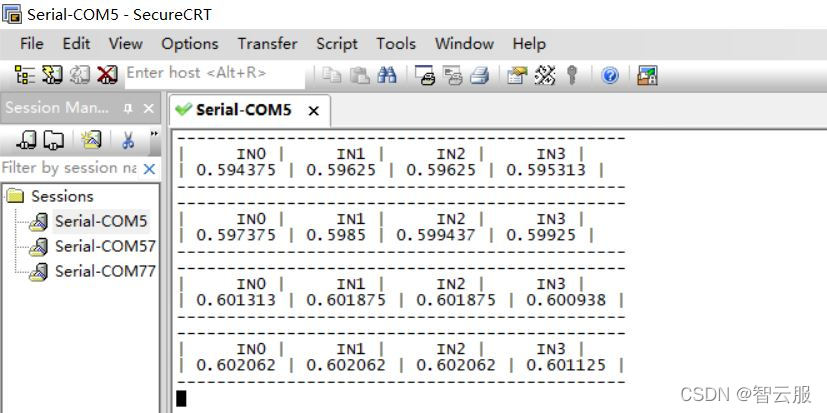 Serial-COM5 - SecureCRT
File Edit View Options Transfer Script Tools Window Help
Enter host <Alt+R>
Session Man...
Serial-COM5
Filter by session na
Sessions
Serial-COM5
Serial-COM57
Serial-COM77
---------------------------------------------
| IN0 | IN1 | IN2 | IN3 |
| 0.594375 | 0.59625 | 0.59625 | 0.595313 |
---------------------------------------------
---------------------------------------------
| IN0 | IN1 | IN2 | IN3 |
| 0.597375 | 0.5985 | 0.599437 | 0.59925 |
---------------------------------------------
---------------------------------------------
| IN0 | IN1 | IN2 | IN3 |
| 0.601313 | 0.601875 | 0.601875 | 0.600938 |
---------------------------------------------
---------------------------------------------
| IN0 | IN1 | IN2 | IN3 |
| 0.602062 | 0.602062 | 0.602062 | 0.601125 |
---------------------------------------------
CSDN @智云服